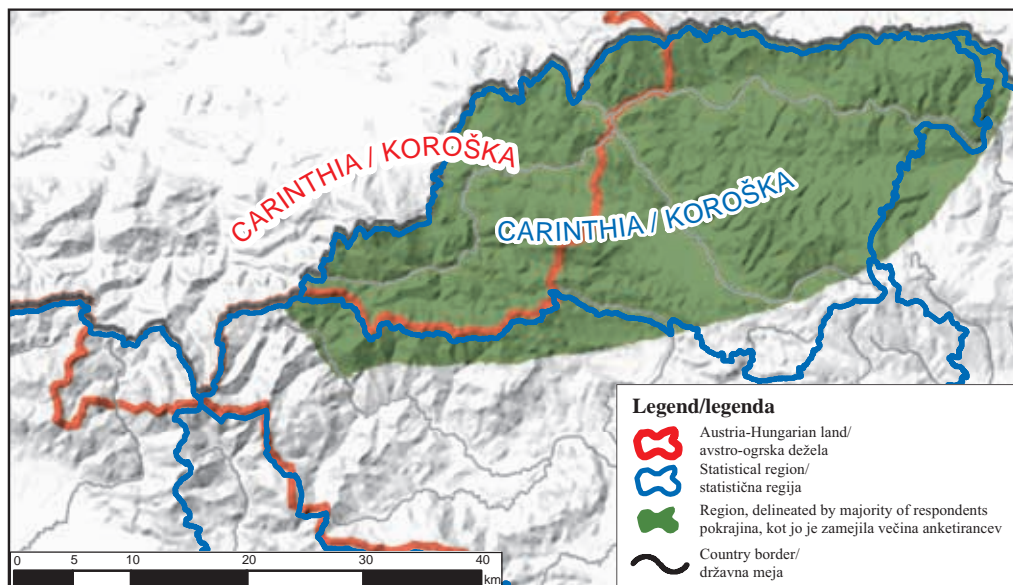 CARINTHIA / KOROŠKA
CARINTHIA / KOROŠKA
Legend/legenda
Austria-Hungarian land/
avstro-ogrska dežela
Statistical region/
statistična regija
Region, delineated by majority of respondents
pokrajina, kot jo je zamejila večina anketirancev
Country border/
državna meja
0 5 10 20 30 40
km